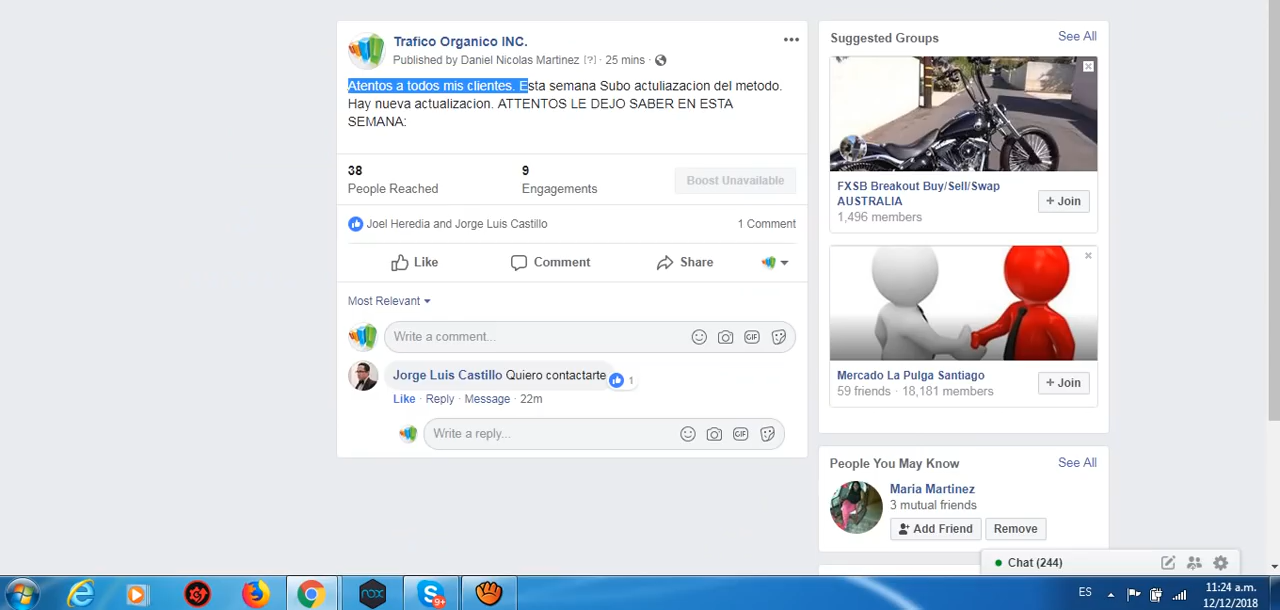 Trafico Organico INC.
Published by Daniel Nicolas Martinez [?] · 25 mins ·
Atentos a todos mis clientes. Esta semana Subo actuliazacion del metodo.
Hay nueva actualizacion. ATTENTOS LE DEJO SABER EN ESTA
SEMANA:
38
People Reached
9
Engagements
Boost Unavailable
Joel Heredia and Jorge Luis Castillo
1 Comment
Like
Comment
Share
Most Relevant
Write a comment...
GIF
Jorge Luis Castillo Quiero contactarte
1
Like · Reply · Message · 22m
Write a reply...
GIF
Suggested Groups
See All
FXSB Breakout Buy/Sell/Swap
AUSTRALIA
1,496 members
+ Join
Mercado La Pulga Santiago
59 friends · 18,181 members
+ Join
People You May Know
See All
Maria Martinez
3 mutual friends
Add Friend
Remove
Chat (244)
nox
9+
ES
11:24 a.m.
12/12/2018